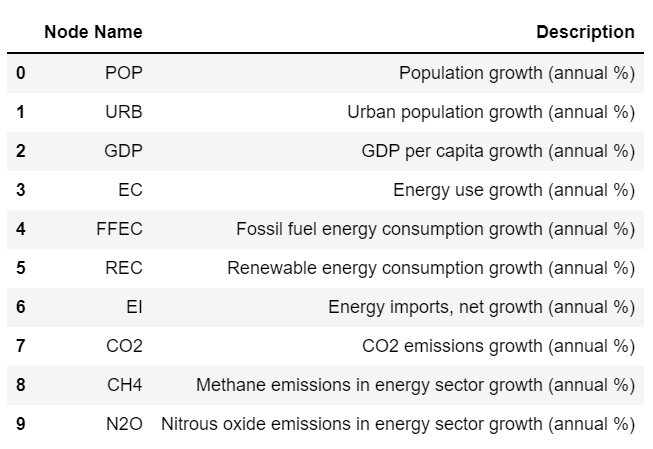 Node Name Description
0 POP Population growth (annual %)
1 URB Urban population growth (annual %)
2 GDP GDP per capita growth (annual %)
3 EC Energy use growth (annual %)
4 FFEC Fossil fuel energy consumption growth (annual %)
5 REC Renewable energy consumption growth (annual %)
6 EI Energy imports, net growth (annual %)
7 CO2 CO2 emissions growth (annual %)
8 CH4 Methane emissions in energy sector growth (annual %)
9 N2O Nitrous oxide emissions in energy sector growth (annual %)